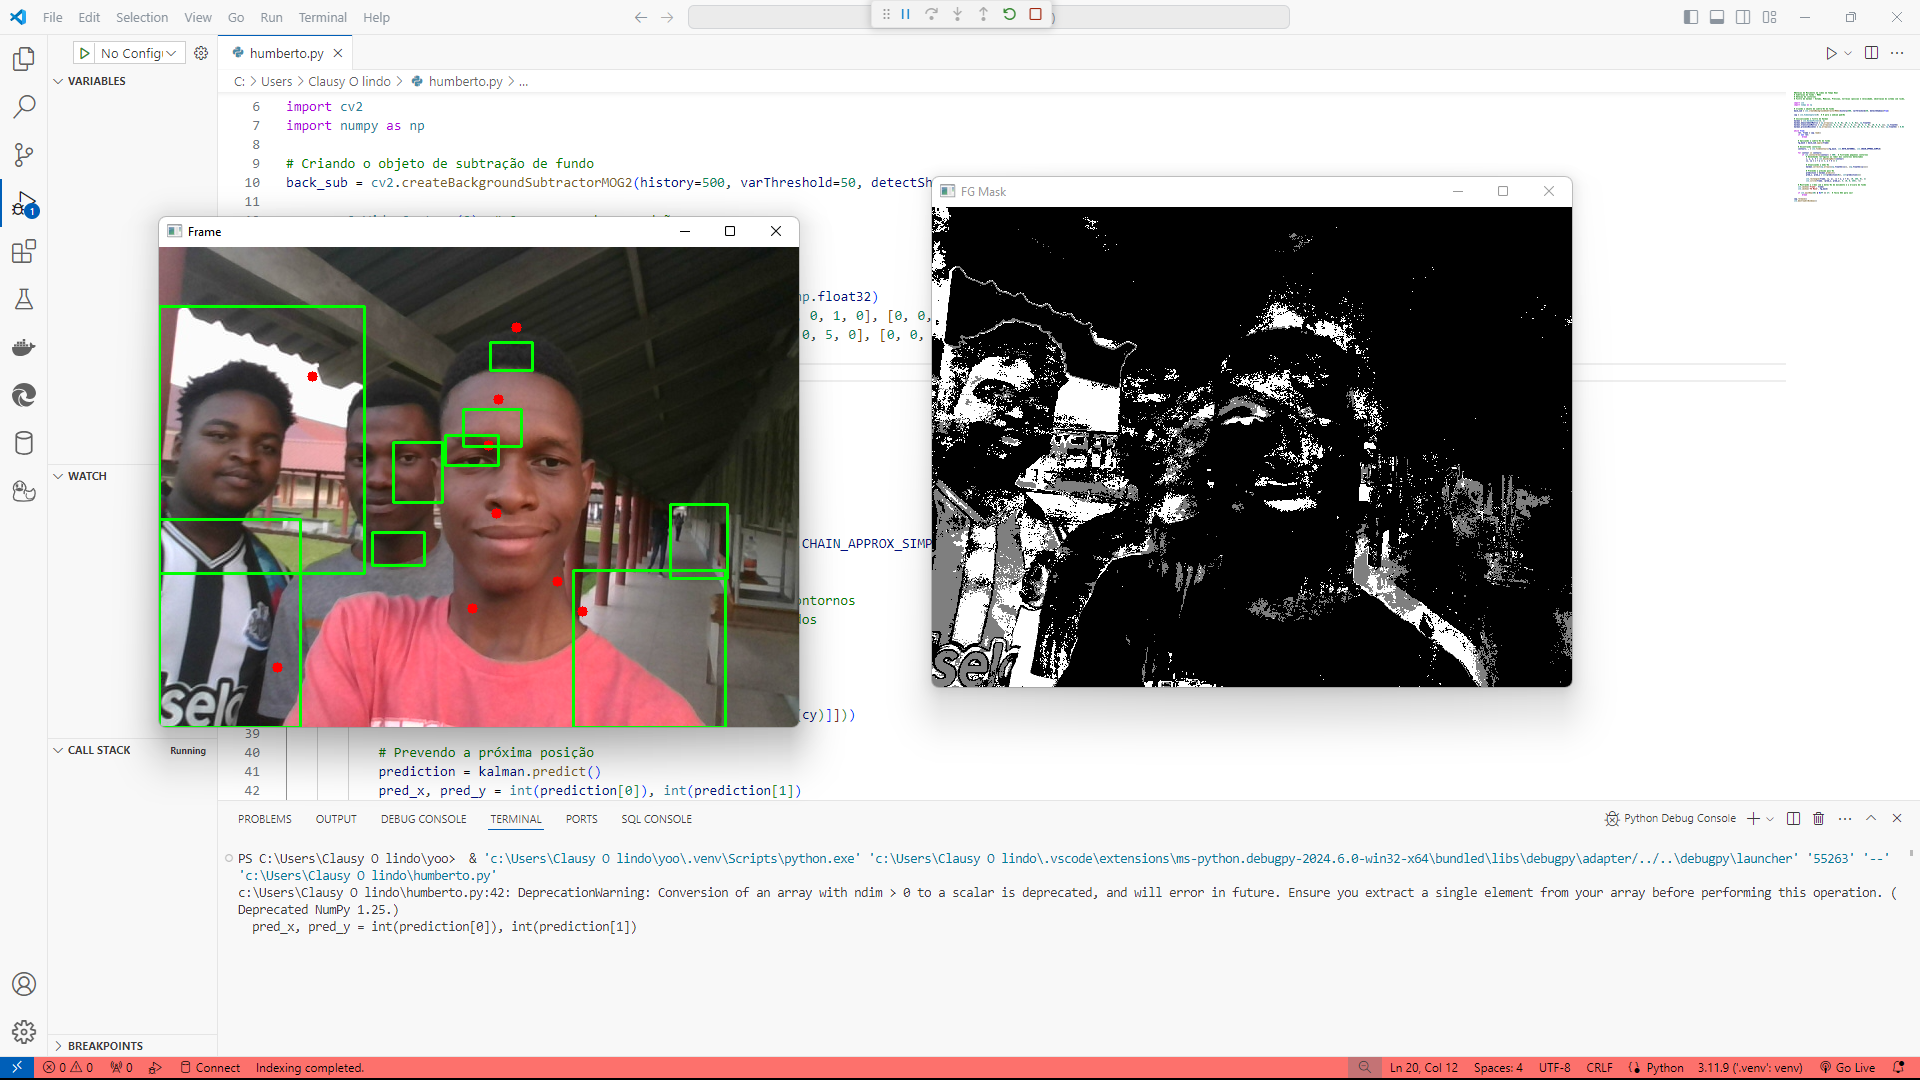 File Edit Selection View Go Run Terminal Help
No Config
humberto.py
VARIABLES
C: > Users > Clausy O lindo > humberto.py > ...
6 import cv2
7 import numpy as np
8
9 # Criando o objeto de subtração de fundo
10 back_sub = cv2.createBackgroundSubtractorMOG2(history=500, varThreshold=50, detectSh
11
FG Mask
Frame
np.float32)
0, 1, 0], [0, 0,
0, 5, 0], [0, 0,
WATCH
CHAIN_APPROX_SIMP
ontornos
dos
(cy)]]))
39
CALL STACK Running
40 # Prevendo a próxima posição
41 prediction = kalman.predict()
42 pred_x, pred_y = int(prediction[0]), int(prediction[1])
PROBLEMS OUTPUT DEBUG CONSOLE TERMINAL PORTS SQL CONSOLE
Python Debug Console
PS C:\Users\Clausy O lindo\yoo> & 'c:\Users\Clausy O lindo\yoo\.venv\Scripts\python.exe' 'c:\Users\Clausy O lindo\.vscode\extensions\ms-python.debugpy-2024.6.0-win32-x64\bundled\libs\debugpy\adapter/../..\debugpy\launcher' '55263' '--'
'c:\Users\Clausy O lindo\humberto.py'
c:\Users\Clausy O lindo\humberto.py:42: DeprecationWarning: Conversion of an array with ndim > 0 to a scalar is deprecated, and will error in future. Ensure you extract a single element from your array before performing this operation. (
Deprecated NumPy 1.25.)
pred_x, pred_y = int(prediction[0]), int(prediction[1])
BREAKPOINTS
0 0 0 Connect Indexing completed. Ln 20, Col 12 Spaces: 4 UTF-8 CRLF Python 3.11.9 ('.venv': venv) Go Live